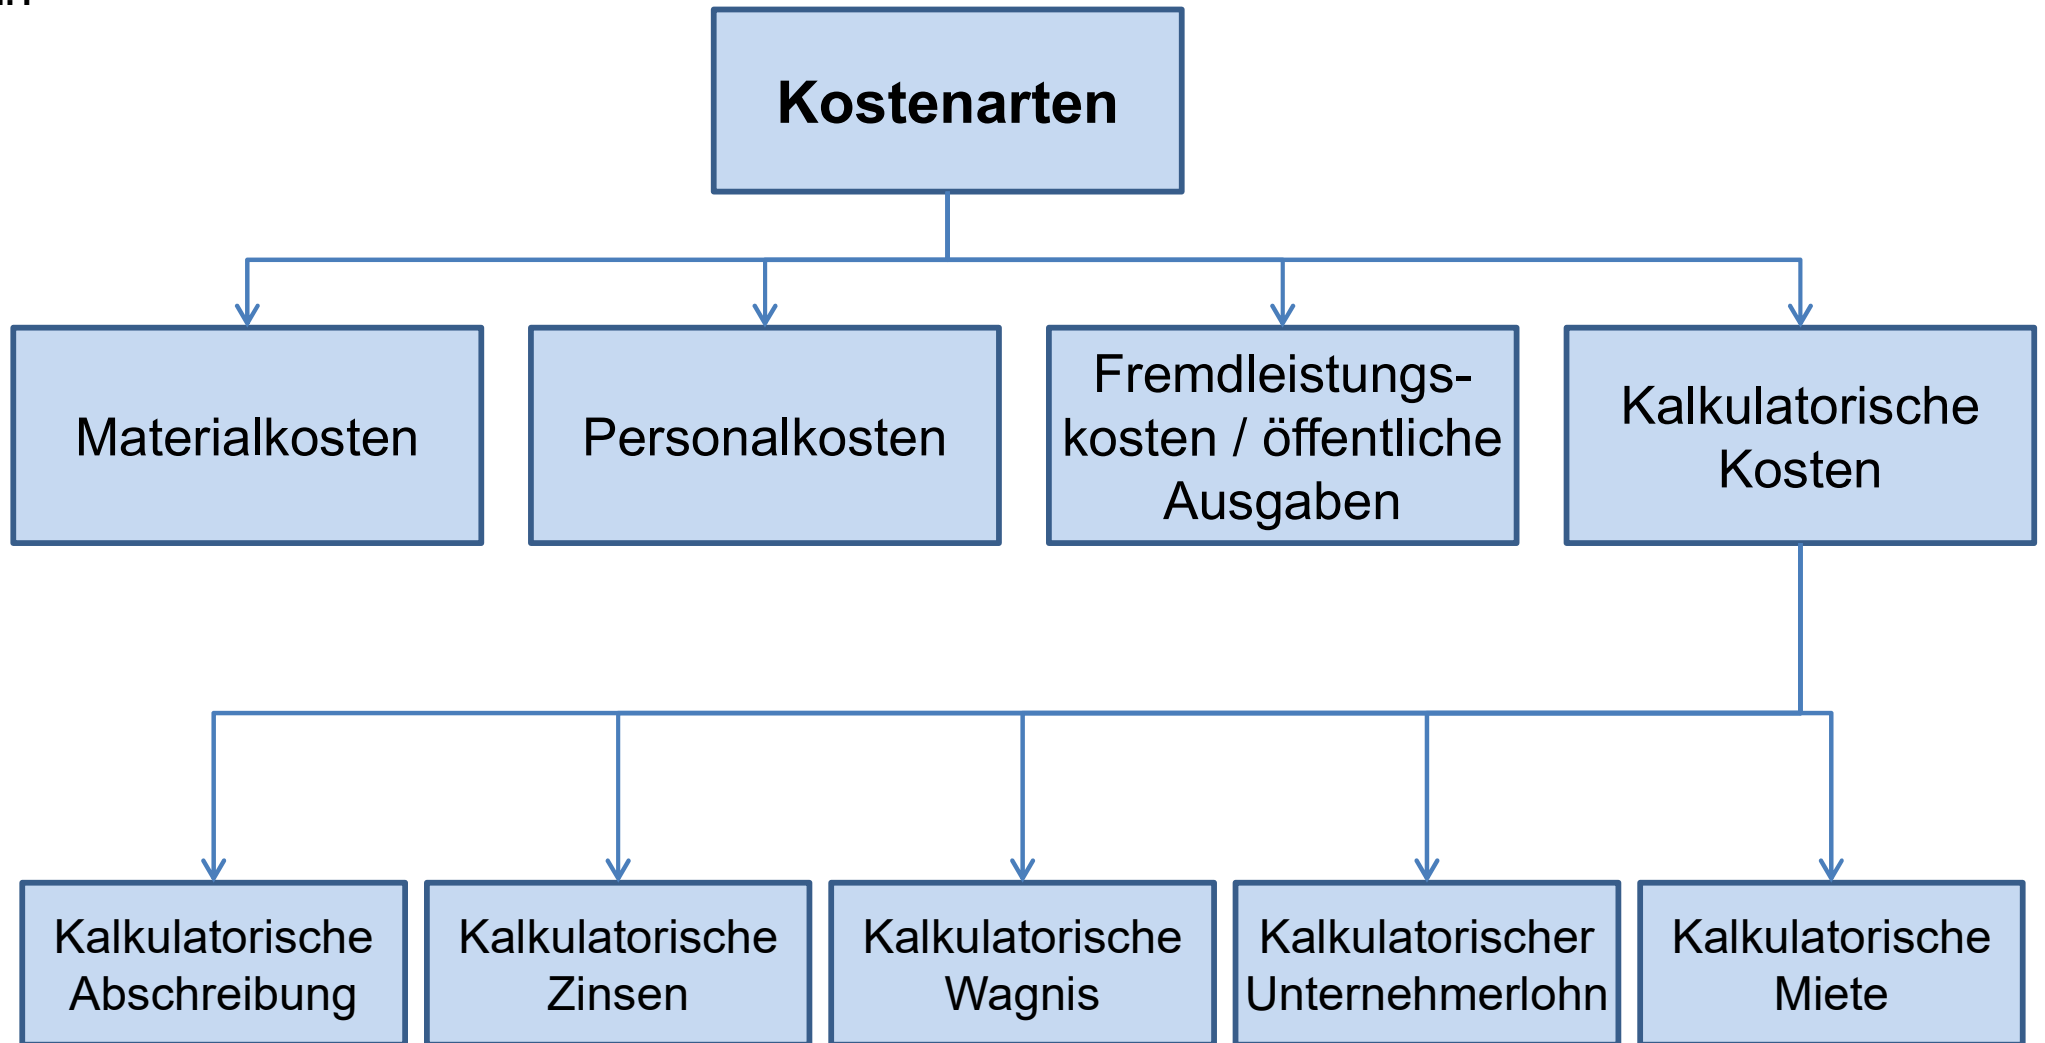 Kostenarten
Materialkosten
Personalkosten
Fremdleistungs-
kosten / öffentliche
Ausgaben
Kalkulatorische
Kosten
Kalkulatorische
Abschreibung
Kalkulatorische
Zinsen
Kalkulatorische
Wagnis
Kalkulatorischer
Unternehmerlohn
Kalkulatorische
Miete